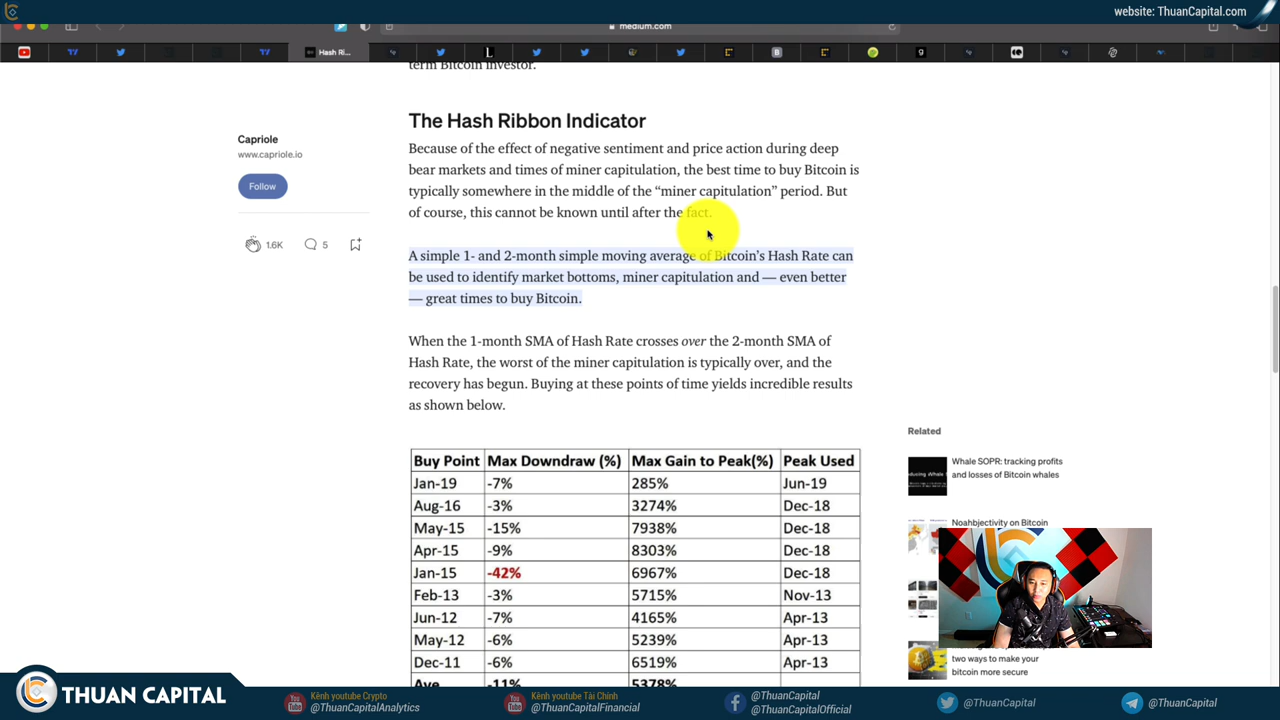 website: ThuanCapital.com
medium.com
Hash Ri...
term Bitcoin investor.
The Hash Ribbon Indicator
Capriole
www.capriole.io
Follow
1.6K
5
Because of the effect of negative sentiment and price action during deep
bear markets and times of miner capitulation, the best time to buy Bitcoin is
typically somewhere in the middle of the “miner capitulation” period. But
of course, this cannot be known until after the fact.
A simple 1- and 2-month simple moving average of Bitcoin’s Hash Rate can
be used to identify market bottoms, miner capitulation and — even better
— great times to buy Bitcoin.
When the 1-month SMA of Hash Rate crosses over the 2-month SMA of
Hash Rate, the worst of the miner capitulation is typically over, and the
recovery has begun. Buying at these points of time yields incredible results
as shown below.
Buy Point Max Downdraw (%) Max Gain to Peak(%) Peak Used
Jan-19 -7% 285% Jun-19
Aug-16 -3% 3274% Dec-18
May-15 -15% 7938% Dec-18
Apr-15 -9% 8303% Dec-18
Jan-15 -42% 6967% Dec-18
Feb-13 -3% 5715% Nov-13
Jun-12 -7% 4165% Apr-13
May-12 -6% 5239% Apr-13
Dec-11 -6% 6519% Apr-13
Ave -11% 5378%
Related
Whale SOPR: tracking profits
and losses of Bitcoin whales
Noahbjectivity on Bitcoin
two ways to make your
bitcoin more secure
THUAN CAPITAL
Kênh youtube Crypto
@ThuanCapitalAnalytics
Kênh youtube Tài Chính
@ThuanCapitalFinancial
@ThuanCapital
@ThuanCapitalOfficial
@ThuanCapital
@ThuanCapital